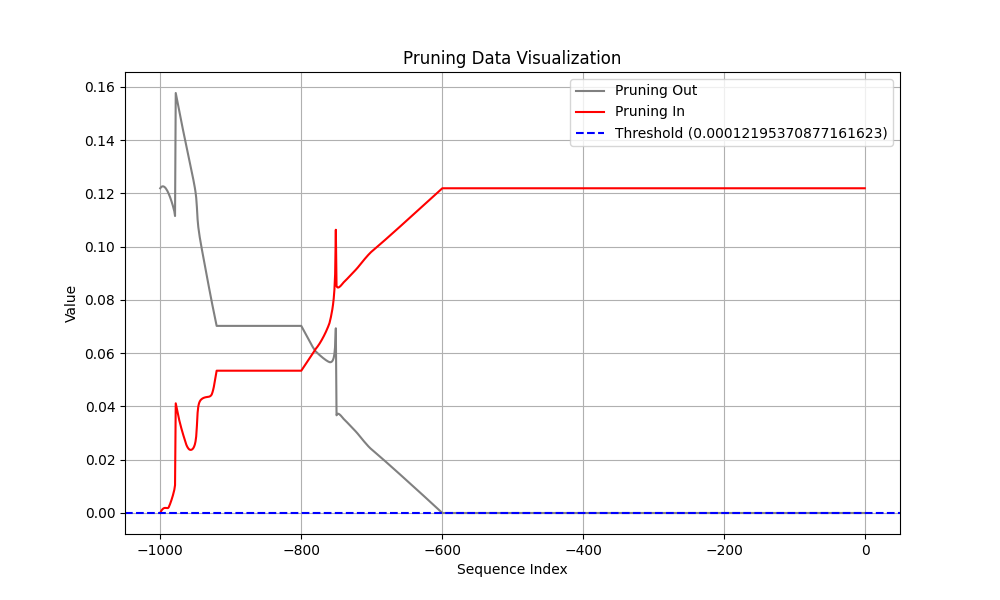 Pruning Data Visualization
Pruning Out
Pruning In
Threshold (0.00012195370877161623)
Value
0.16
0.14
0.12
0.10
0.08
0.06
0.04
0.02
0.00
−1000 −800 −600 −400 −200 0
Sequence Index